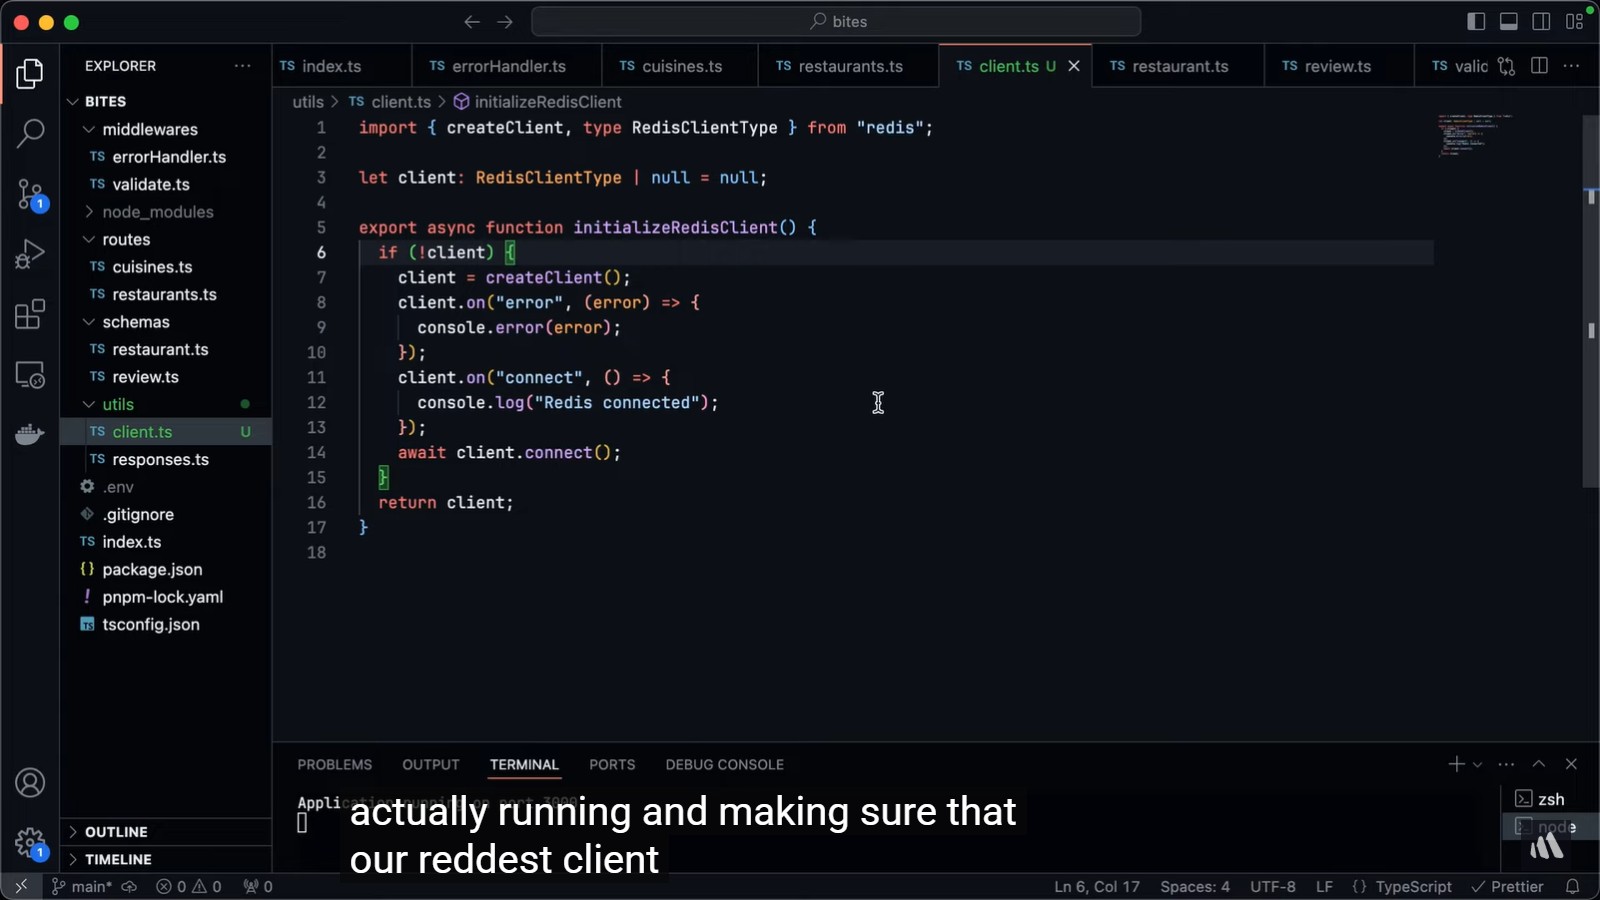 bites
EXPLORER
BITES
middlewares
TS errorHandler.ts
TS validate.ts
node_modules
routes
TS cuisines.ts
TS restaurants.ts
schemas
TS restaurant.ts
TS review.ts
utils
TS client.ts U
TS responses.ts
.env
.gitignore
TS index.ts
{} package.json
! pnpm-lock.yaml
TS tsconfig.json
OUTLINE
TIMELINE
1
1
TS index.ts TS errorHandler.ts TS cuisines.ts TS restaurants.ts TS client.ts U TS restaurant.ts TS review.ts TS valid
utils > TS client.ts > initializeRedisClient
1 import { createClient, type RedisClientType } from "redis";
2
3 let client: RedisClientType | null = null;
4
5 export async function initializeRedisClient() {
6 if (!client) {
7 client = createClient();
8 client.on("error", (error) => {
9 console.error(error);
10 });
11 client.on("connect", () => {
12 console.log("Redis connected");
13 });
14 await client.connect();
15 }
16 return client;
17 }
18
PROBLEMS OUTPUT TERMINAL PORTS DEBUG CONSOLE
Application running on port 3000
actually running and making sure that
our reddest client
zsh
node
main* 0 0 0 Ln 6, Col 17 Spaces: 4 UTF-8 LF {} TypeScript Prettier